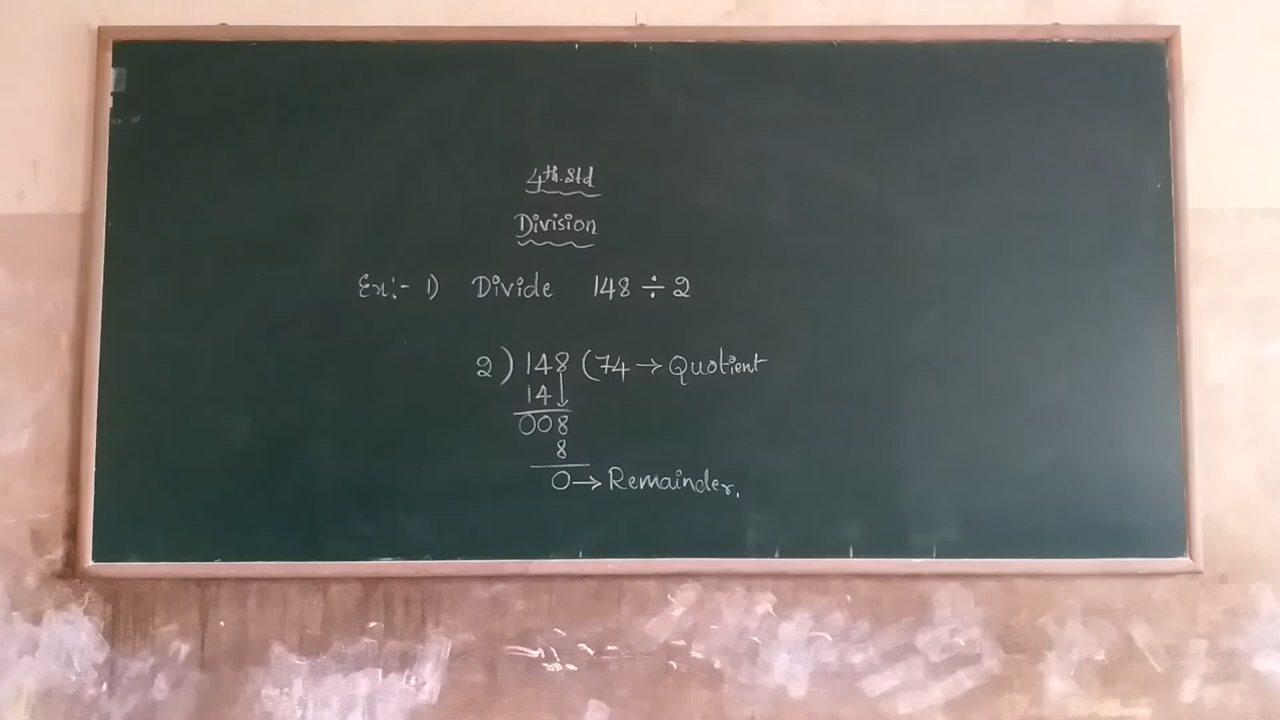 4th.Std
Division
Ex:- 1) Divide 148 ÷ 2
2 ) 148 ( 74 → Quotient
14 ↓
008
8
0 → Remainder.